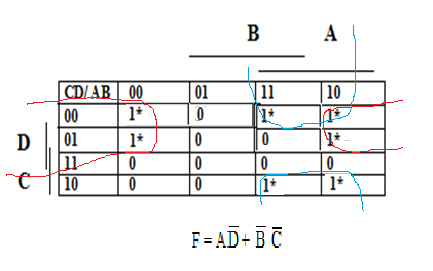 B A
CD/AB 00 01 11 10
00 1* 0 1* 1*
D 01 1* 0 0 1*
11 0 0 0 0
C 10 0 0 1* 1*
F = AD̅ + B̅ C̅